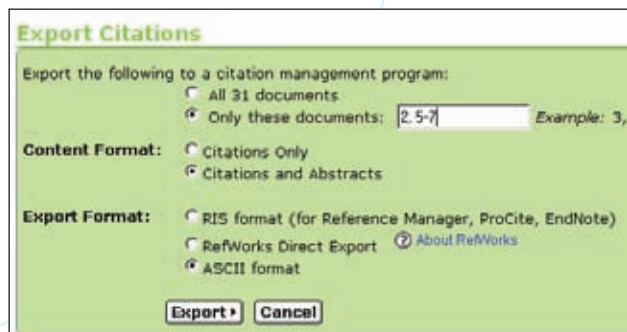 Export Citations
Export the following to a citation management program:
All 31 documents
Only these documents: 2, 5-7 Example: 3,
Content Format: Citations Only
Citations and Abstracts
Export Format: RIS format (for Reference Manager, ProCite, EndNote)
RefWorks Direct Export ? About RefWorks
ASCII format
Export Cancel